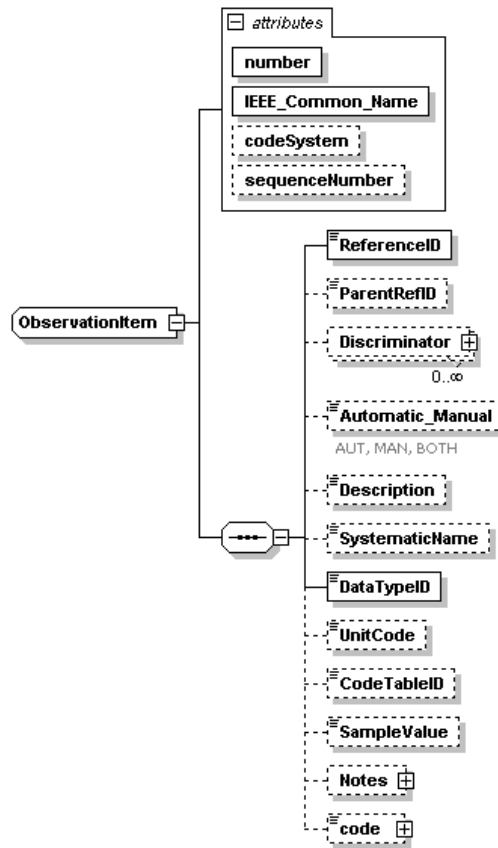 attributes
number
IEEE_Common_Name
codeSystem
sequenceNumber
ObservationItem
ReferenceID
ParentRefID
Discriminator
0..∞
Automatic_Manual
AUT, MAN, BOTH
Description
SystematicName
DataTypeID
UnitCode
CodeTableID
SampleValue
Notes
code